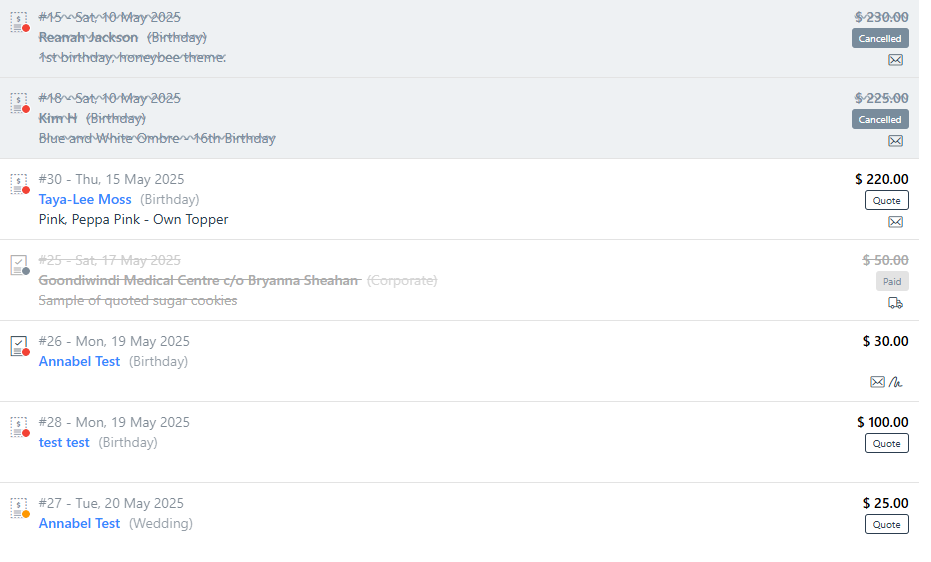 #15 - Sat, 10 May 2025 $ 230.00
Reanah Jackson (Birthday) Cancelled
1st birthday, honeybee theme.
#18 - Sat, 10 May 2025 $ 225.00
Kim H (Birthday) Cancelled
Blue and White Ombre - 16th Birthday
#30 - Thu, 15 May 2025 $ 220.00
Taya-Lee Moss (Birthday) Quote
Pink, Peppa Pink - Own Topper
#25 - Sat, 17 May 2025 $ 50.00
Goondiwindi Medical Centre c/o Bryanna Sheahan (Corporate) Paid
Sample of quoted sugar cookies
#26 - Mon, 19 May 2025 $ 30.00
Annabel Test (Birthday)
#28 - Mon, 19 May 2025 $ 100.00
test test (Birthday) Quote
#27 - Tue, 20 May 2025 $ 25.00
Annabel Test (Wedding) Quote